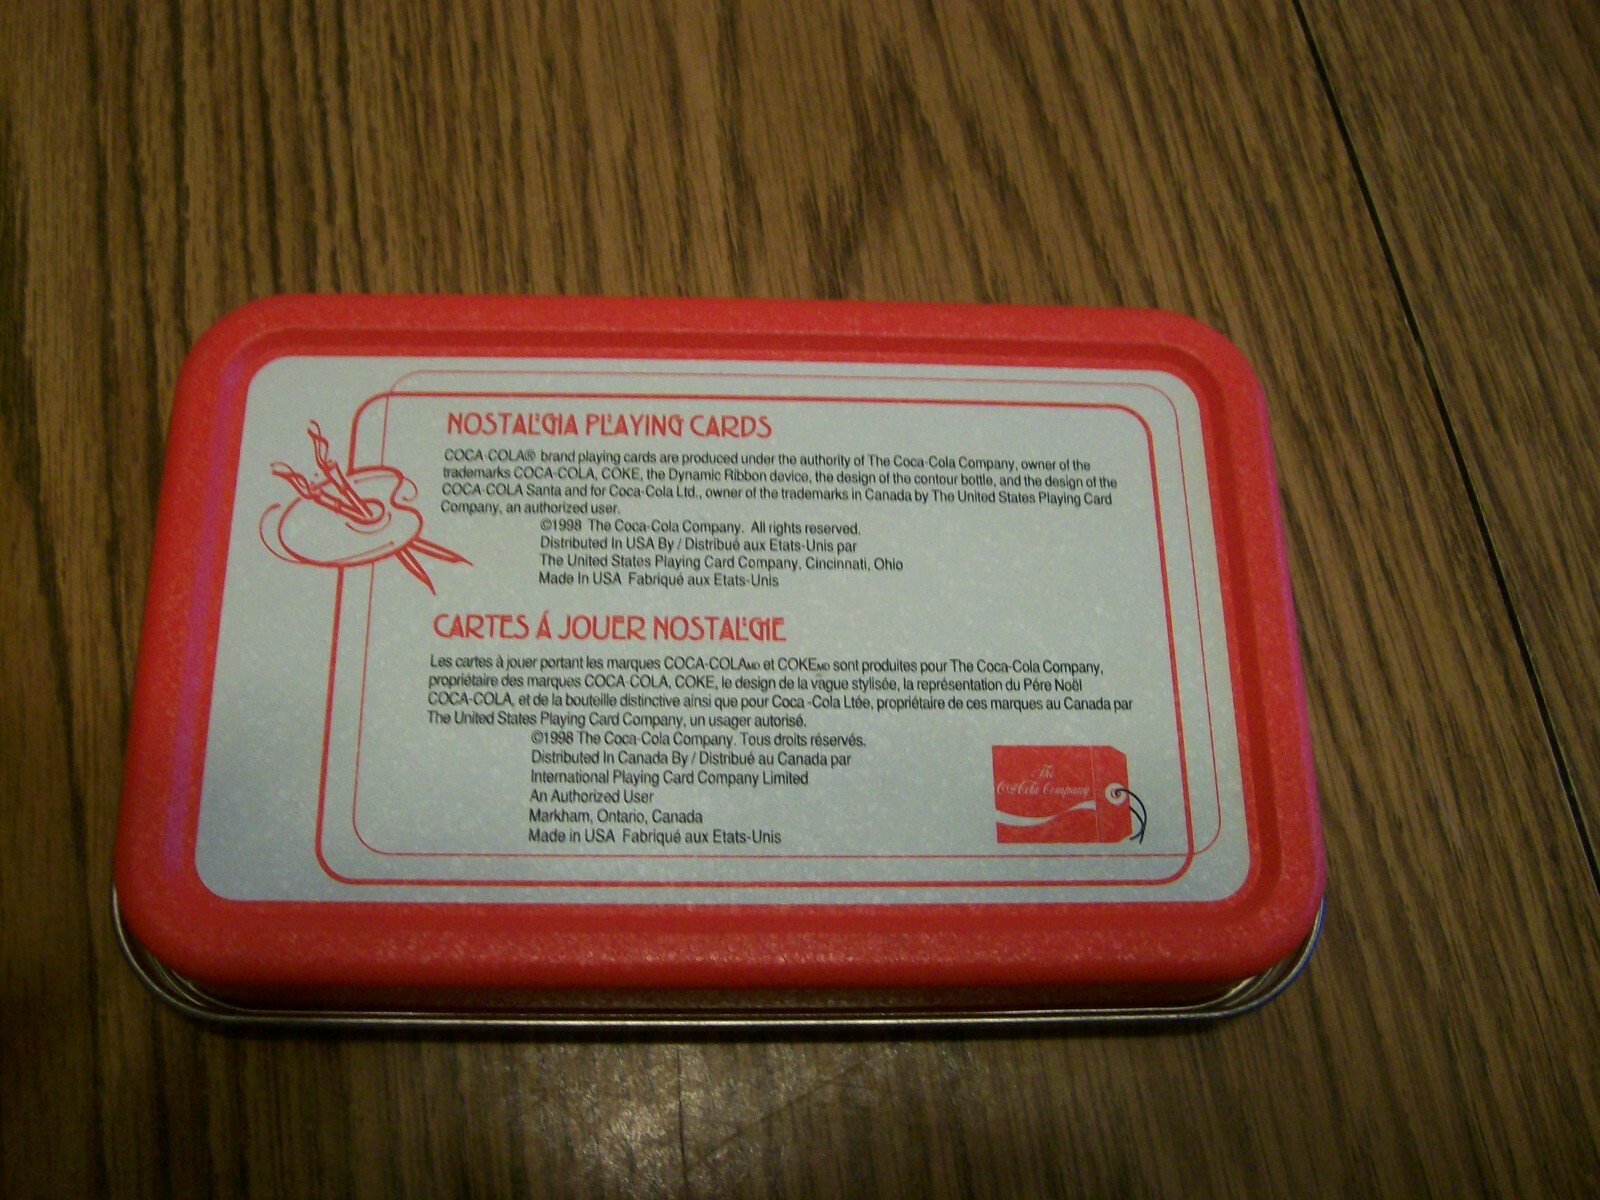 NOSTALGIA PLAYING CARDS
COCA-COLA® brand playing cards are produced under the authority of The Coca-Cola Company, owner of the
trademarks COCA-COLA, COKE, the Dynamic Ribbon device, the design of the contour bottle, and the design of the
COCA-COLA Santa and for Coca-Cola Ltd., owner of the trademarks in Canada by The United States Playing Card
Company, an authorized user.
©1998 The Coca-Cola Company. All rights reserved.
Distributed In USA By / Distribué aux Etats-Unis par
The United States Playing Card Company, Cincinnati, Ohio
Made In USA Fabriqué aux Etats-Unis
CARTES Á JOUER NOSTALGIE
Les cartes à jouer portant les marques COCA-COLAMD et COKEMD sont produites pour The Coca-Cola Company,
propriétaire des marques COCA-COLA, COKE, le design de la vague stylisée, la représentation du Pére Noël
COCA-COLA, et de la bouteille distinctive ainsi que pour Coca-Cola Ltée, propriétaire de ces marques au Canada par
The United States Playing Card Company, un usager autorisé.
©1998 The Coca-Cola Company. Tous droits réservés.
Distributed In Canada By / Distribué au Canada par
International Playing Card Company Limited
An Authorized User
Markham, Ontario, Canada
Made in USA Fabriqué aux Etats-Unis
The
Coca-Cola Company